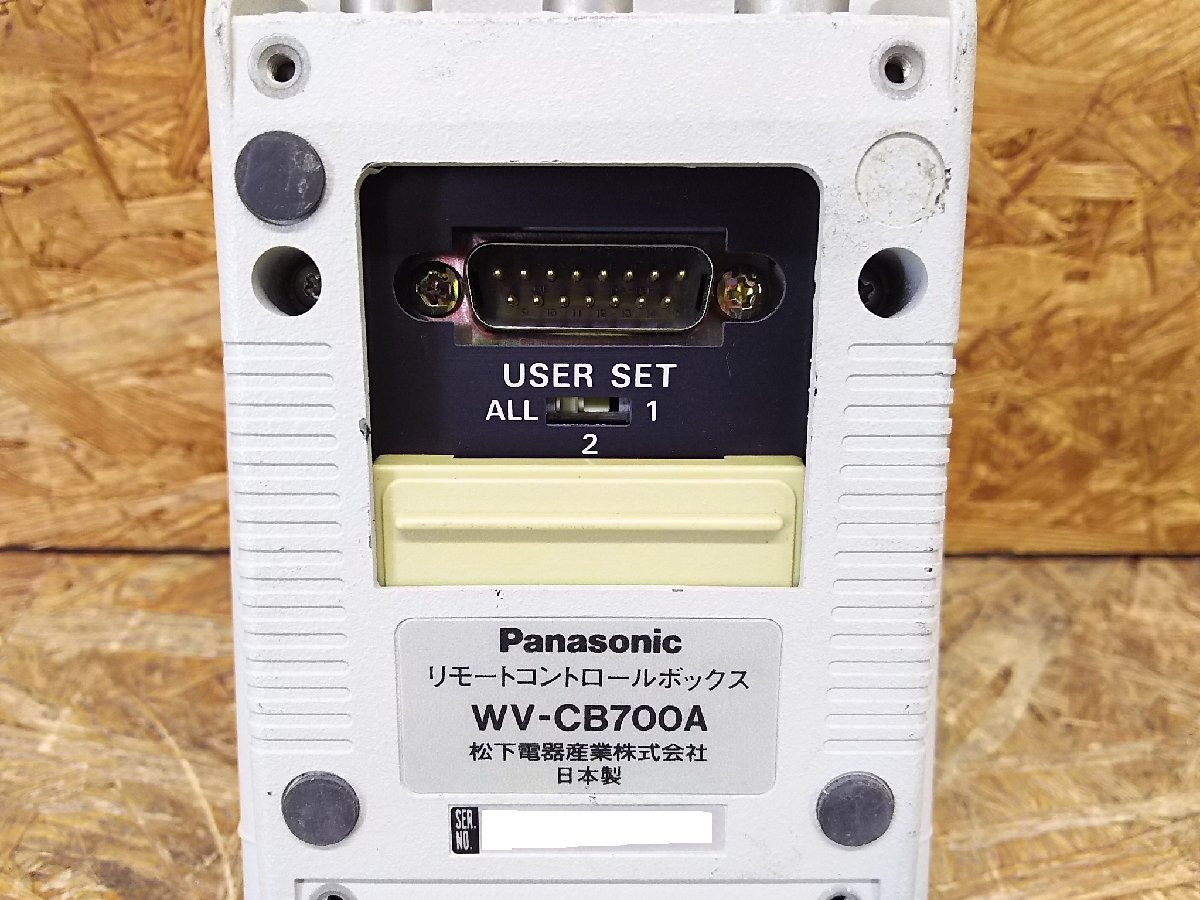 USER SET
ALL 1
2
Panasonic
リモートコントロールボックス
WV-CB700A
松下電器産業株式会社
日本製
SER.
NO.